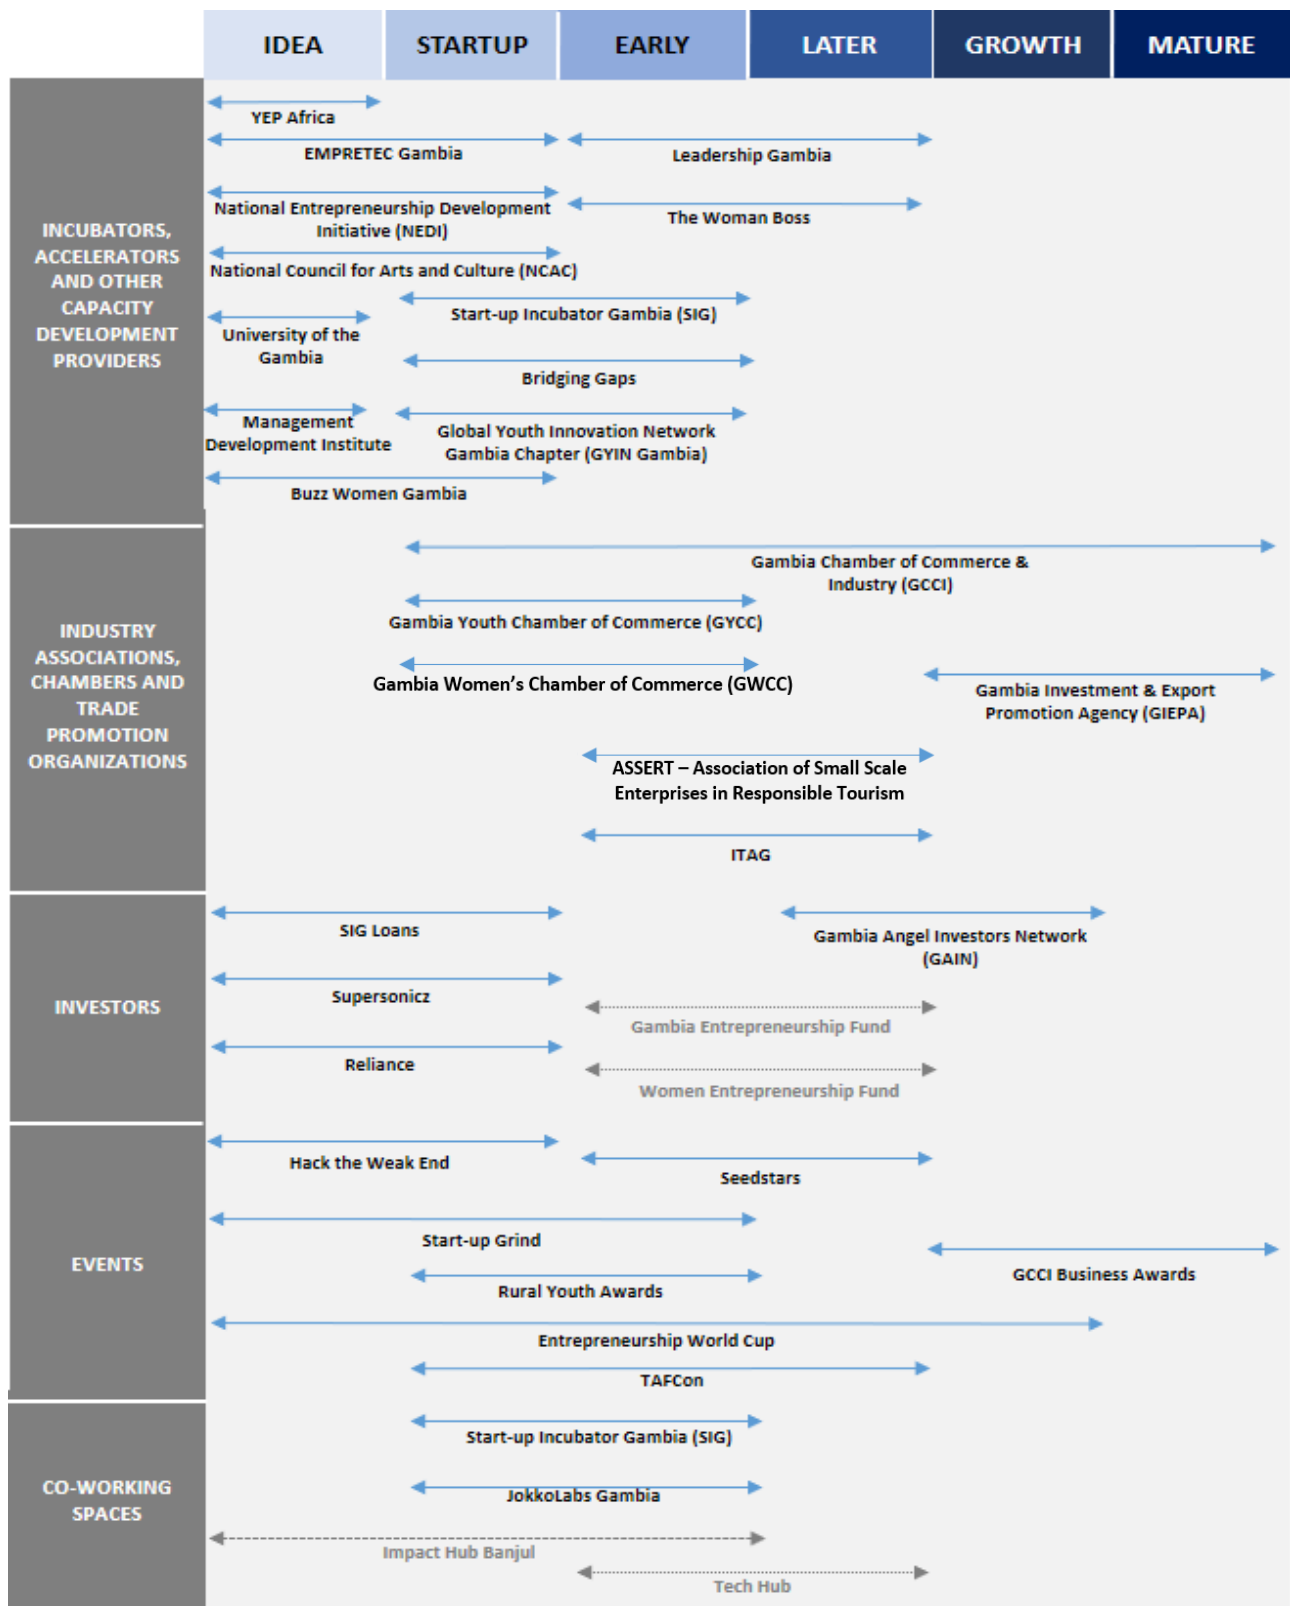 IDEA
STARTUP
EARLY
LATER
GROWTH
MATURE
INCUBATORS,
ACCELERATORS
AND OTHER
CAPACITY
DEVELOPMENT
PROVIDERS
YEP Africa
EMPRETEC Gambia
Leadership Gambia
National Entrepreneurship Development
Initiative (NEDI)
The Woman Boss
National Council for Arts and Culture (NCAC)
Start-up Incubator Gambia (SIG)
University of the
Gambia
Bridging Gaps
Management
Development Institute
Global Youth Innovation Network
Gambia Chapter (GYIN Gambia)
Buzz Women Gambia
INDUSTRY
ASSOCIATIONS,
CHAMBERS AND
TRADE
PROMOTION
ORGANIZATIONS
Gambia Chamber of Commerce &
Industry (GCCI)
Gambia Youth Chamber of Commerce (GYCC)
Gambia Women's Chamber of Commerce (GWCC)
Gambia Investment & Export
Promotion Agency (GIEPA)
ASSERT – Association of Small Scale
Enterprises in Responsible Tourism
ITAG
INVESTORS
SIG Loans
Gambia Angel Investors Network
(GAIN)
Supersonicz
Gambia Entrepreneurship Fund
Reliance
Women Entrepreneurship Fund
EVENTS
Hack the Weak End
Seedstars
Start-up Grind
GCCI Business Awards
Rural Youth Awards
Entrepreneurship World Cup
TAFCon
CO-WORKING
SPACES
Start-up Incubator Gambia (SIG)
JokkoLabs Gambia
Impact Hub Banjul
Tech Hub